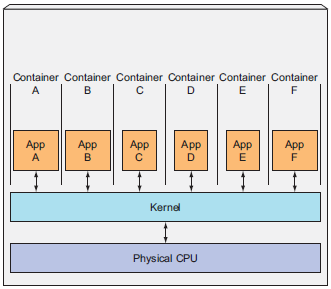 Container Container Container Container Container Container
A B C D E F
App App App App App App
A B C D E F
Kernel
Physical CPU